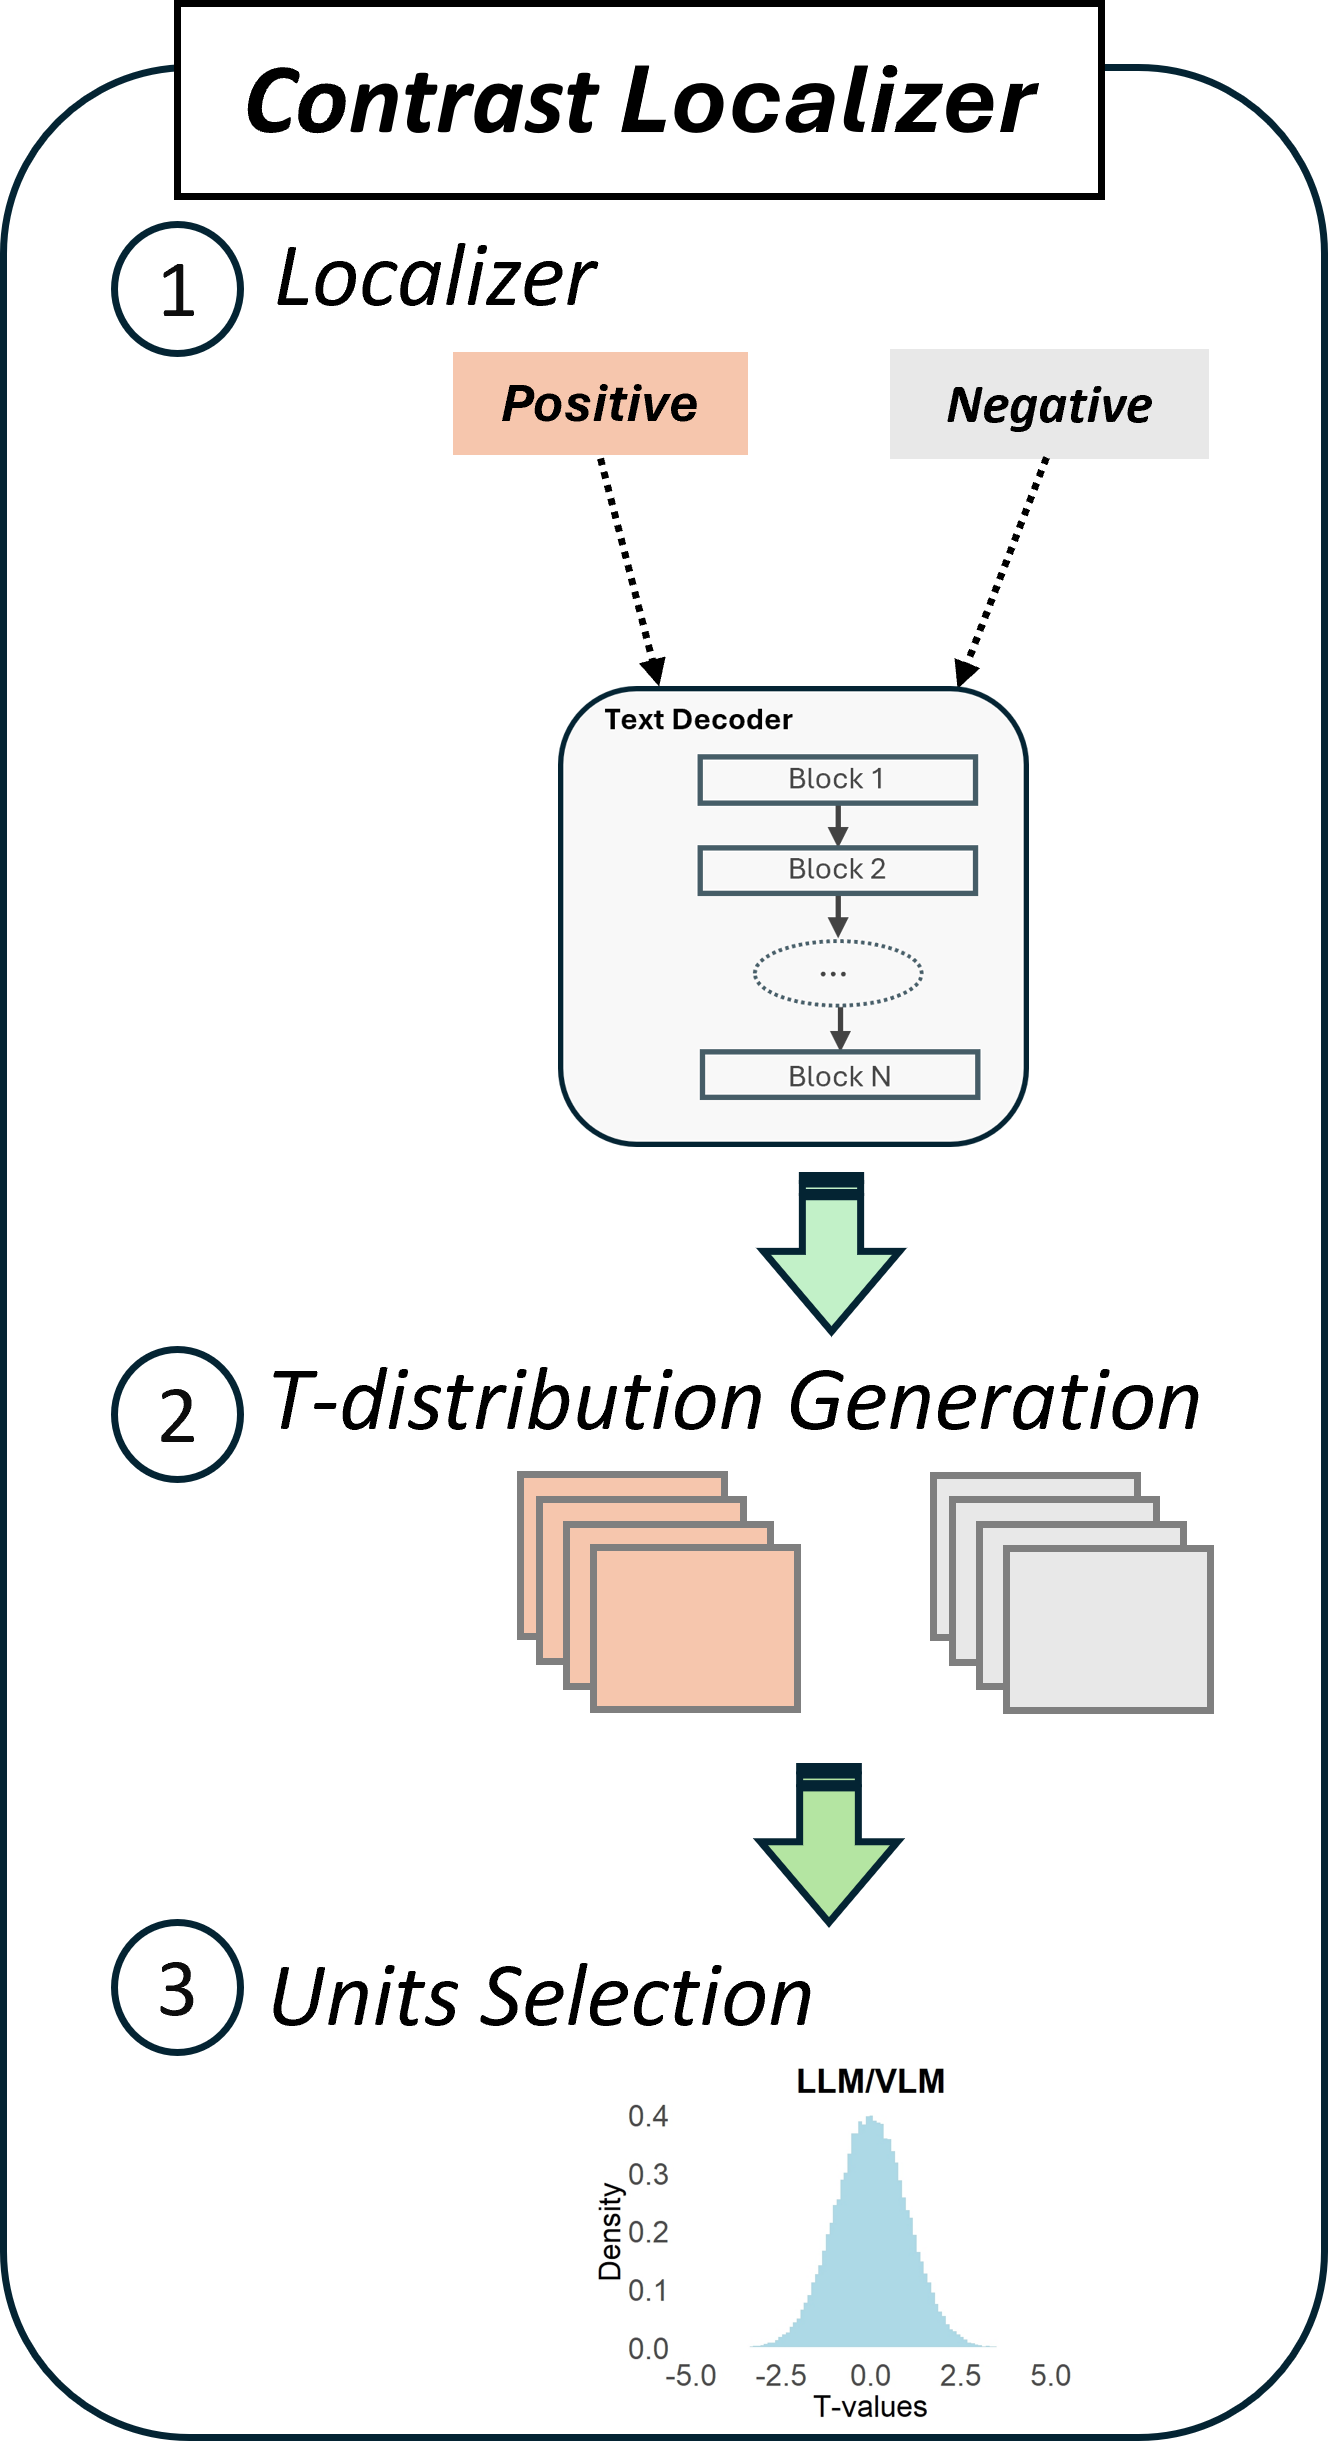 Contrast Localizer
1 Localizer
Positive Negative
Text Decoder
Block 1
Block 2
...
Block N
2 T-distribution Generation
3 Units Selection
LLM/VLM
Density
0.4
0.3
0.2
0.1
0.0
-5.0 -2.5 0.0 2.5 5.0
T-values